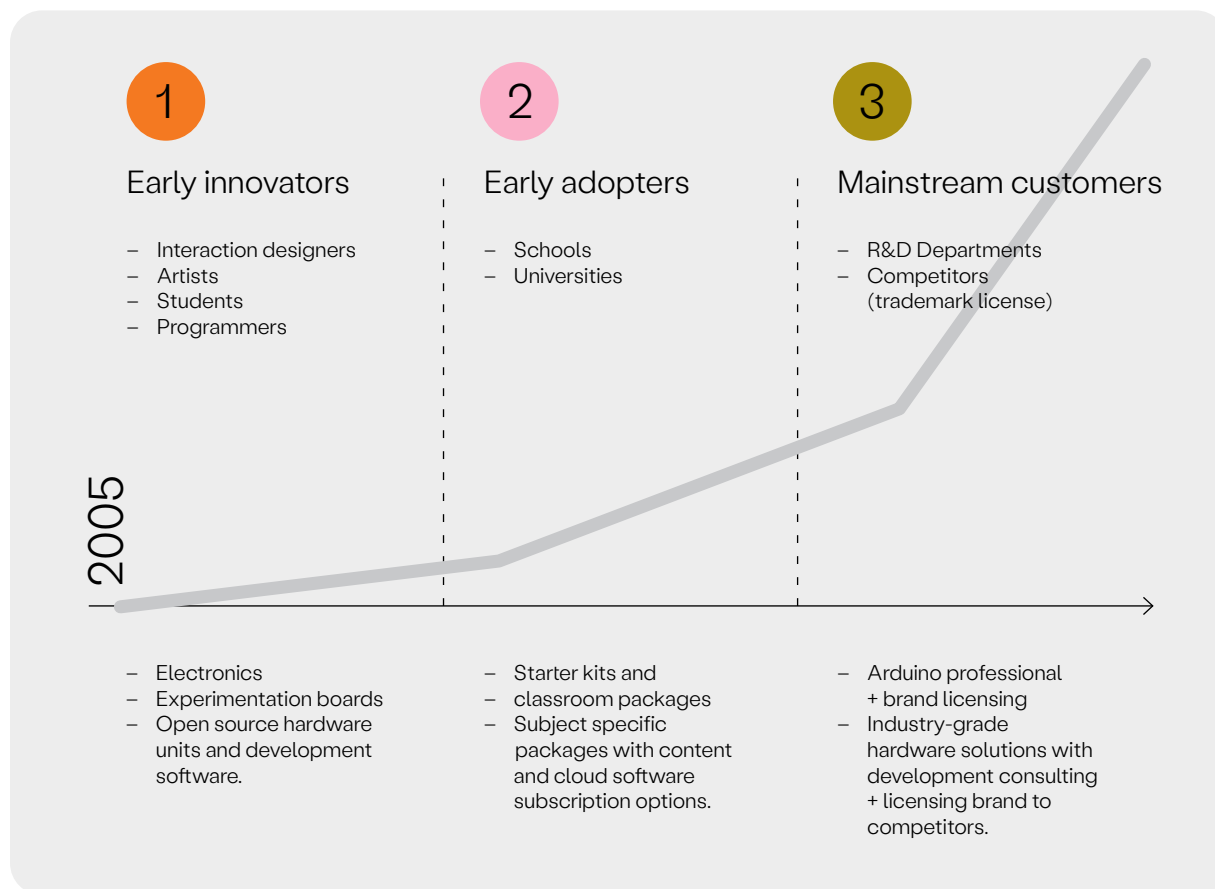 1
Early innovators
– Interaction designers
– Artists
– Students
– Programmers
2
Early adopters
– Schools
– Universities
3
Mainstream customers
– R&D Departments
– Competitors
(trademark license)
2005
– Electronics
– Experimentation boards
– Open source hardware
units and development
software.
– Starter kits and
– classroom packages
– Subject specific
packages with content
and cloud software
subscription options.
– Arduino professional
+ brand licensing
– Industry-grade
hardware solutions with
development consulting
+ licensing brand to
competitors.